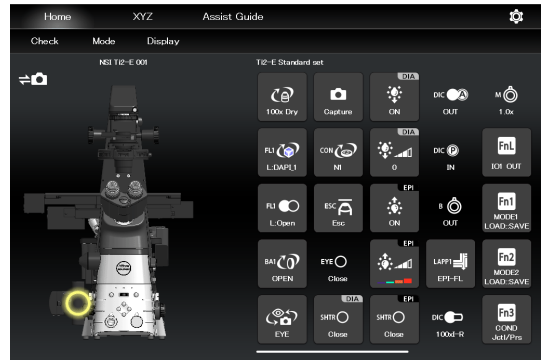 Home XYZ Assist Guide
Check Mode Display
NSI Ti2-E 001
Ti2-E Standard set
100x Dry
Capture
DIA
ON
DIC A
OUT
M
1.0x
FL1
L:DAPI_1
CON
N1
DIA
0
DIC P
IN
FnL
IO1 OUT
FL1
L:Open
ESC
Esc
EPI
ON
B
OUT
Fn1
MODE1
LOAD:SAVE
BA1
OPEN
EYE
Close
EPI
LAPP1
EPI-FL
Fn2
MODE2
LOAD:SAVE
EYE
DIA
SHTR
Close
EPI
SHTR
Close
DIC
100xI-R
Fn3
COND
Jctl/Prs